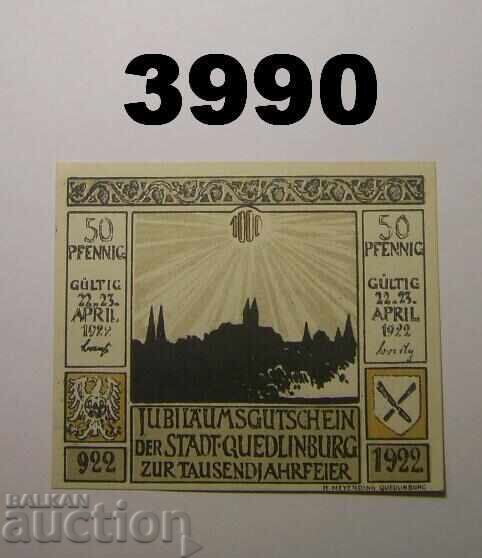 3990
1000
50
PFENNIG
GÜLTIG
22.23.
APRIL
1922
50
PFENNIG
GÜLTIG
22.23.
APRIL
1922
JUBILÄUMSGUTSCHEIN
DER STADT·QUEDLINBURG
ZUR TAUSENDJAHRFEIER
922
1922
H. MEYENDING QUEDLINBURG
BALKAN
auction